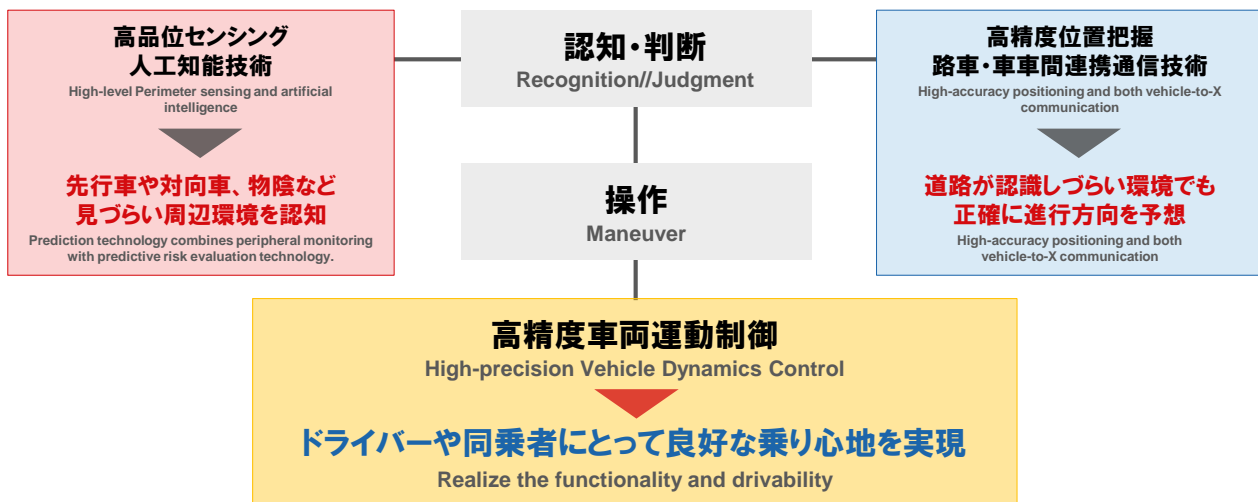 高品位センシング
人工知能技術
High-level Perimeter sensing and artificial
intelligence
先行車や対向車、物陰など
見づらい周辺環境を認知
Prediction technology combines peripheral monitoring
with predictive risk evaluation technology.
認知・判断
Recognition//Judgment
操作
Maneuver
高精度位置把握
路車・車車間連携通信技術
High-accuracy positioning and both vehicle-to-X
communication
道路が認識しづらい環境でも
正確に進行方向を予想
High-accuracy positioning and both
vehicle-to-X communication
高精度車両運動制御
High-precision Vehicle Dynamics Control
ドライバーや同乗者にとって良好な乗り心地を実現
Realize the functionality and drivability